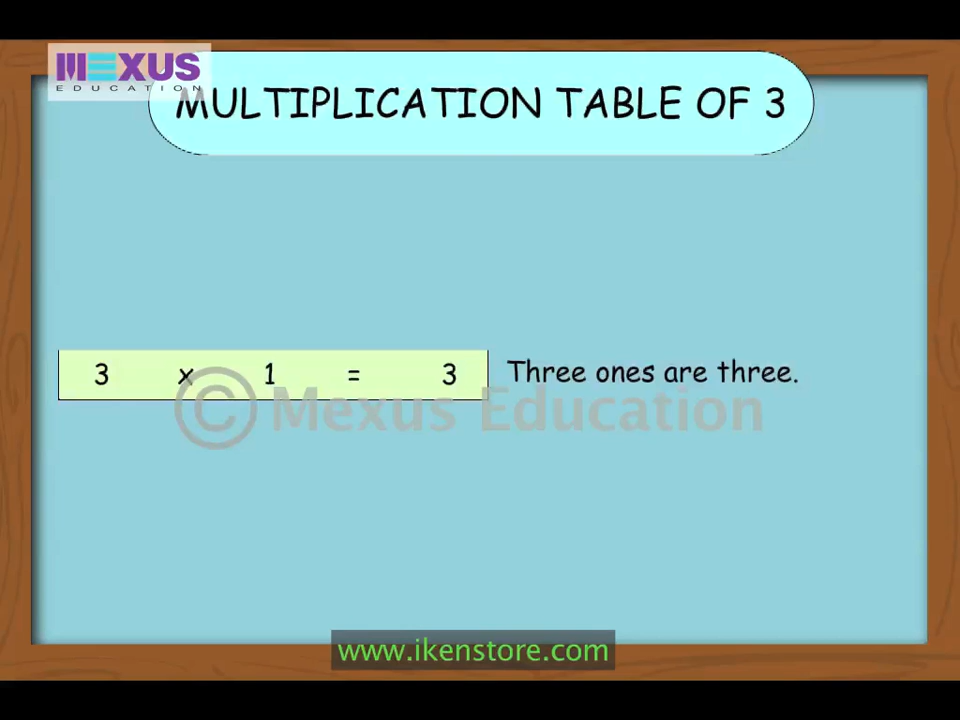 MEXUS
EDUCATION
MULTIPLICATION TABLE OF 3
3 x 1 = 3 Three ones are three.
© Mexus Education
www.ikenstore.com